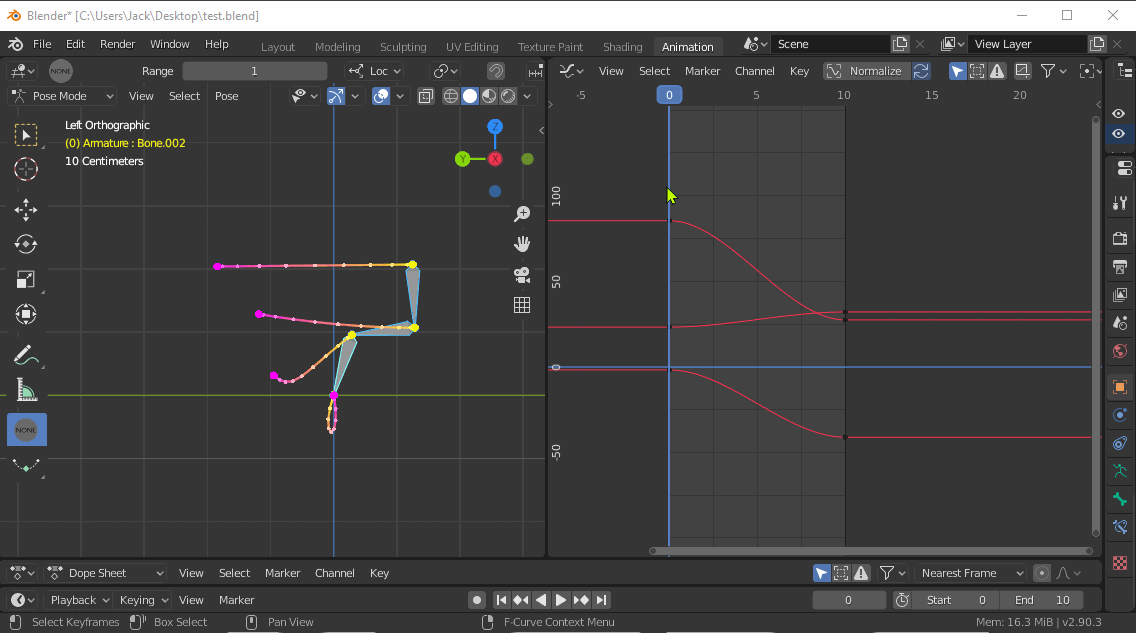 Blender* [C:\Users\Jack\Desktop\test.blend]
File Edit Render Window Help Layout Modeling Sculpting UV Editing Texture Paint Shading Animation Scene View Layer
NONE Range 1 Loc View Select Marker Channel Key Normalize
Pose Mode View Select Pose
-5 0 5 10 15 20
Left Orthographic
(0) Armature : Bone.002
10 Centimeters
Z
Y
X
100
50
0
-50
NONE
Dope Sheet View Select Marker Channel Key Nearest Frame
Playback Keying View Marker 0 Start 0 End 10
Select Keyframes Box Select Pan View F-Curve Context Menu Mem: 16.3 MiB | v2.90.3